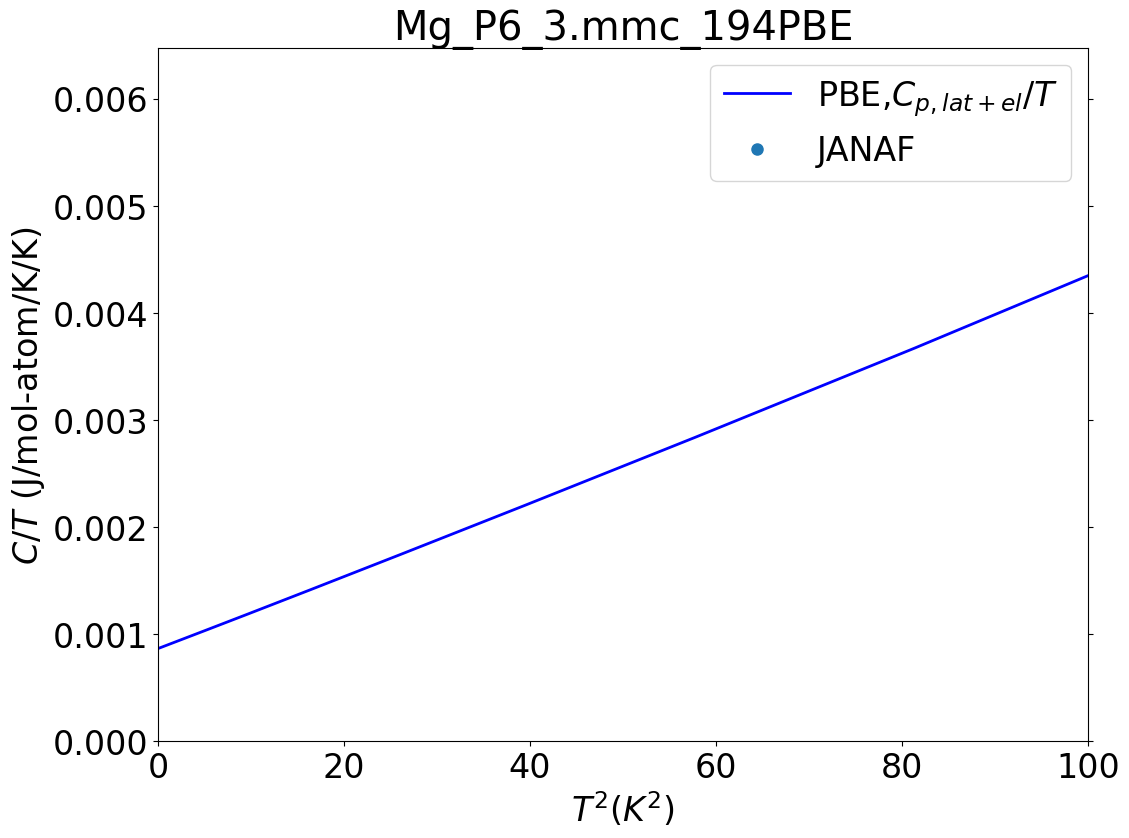 Mg_P6_3.mmc_194PBE
PBE,C_{p, lat+el}/T
JANAF
C/T (J/mol-atom/K/K)
0.006
0.005
0.004
0.003
0.002
0.001
0.000
0 20 40 60 80 100
T^2(K^2)